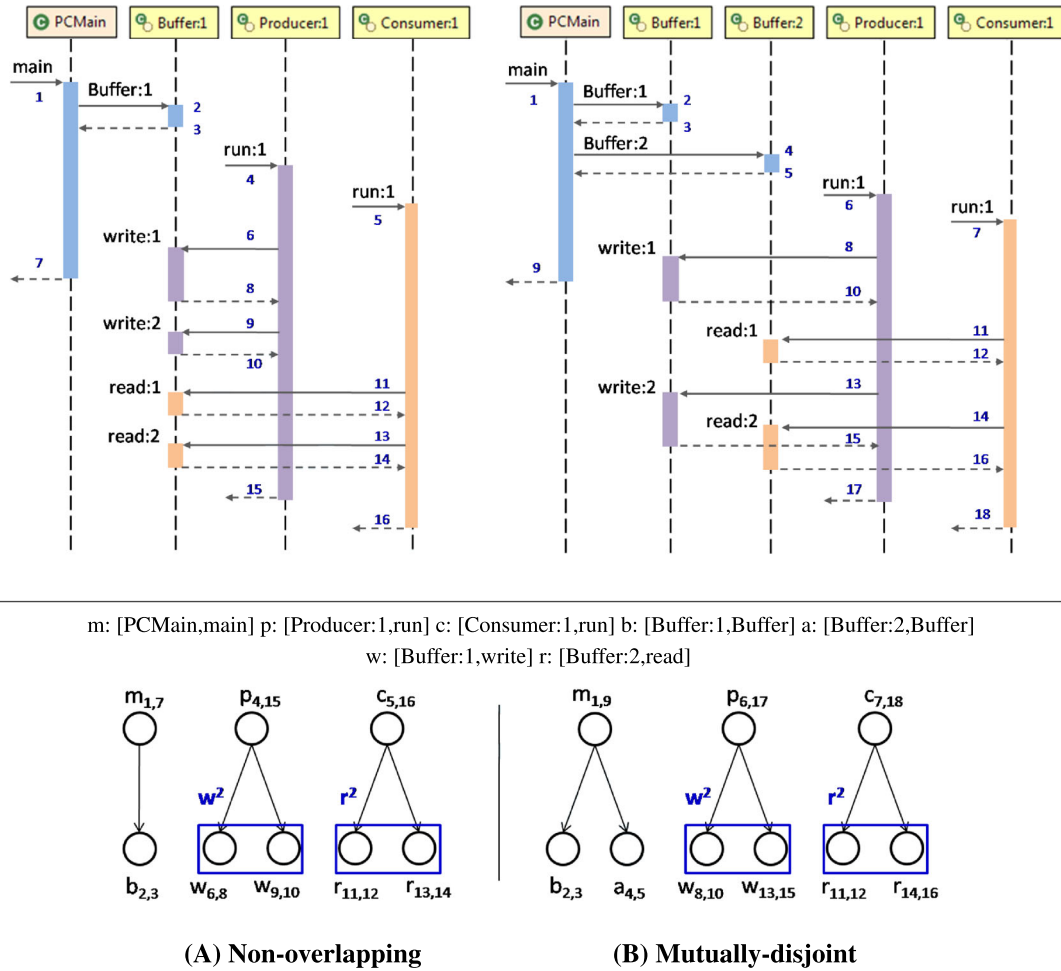 PCMain Buffer:1 Producer:1 Consumer:1
main
1
Buffer:1
2
3
run:1
4
run:1
5
write:1
6
7
8
write:2
9
10
read:1
11
12
read:2
13
14
15
16
PCMain Buffer:1 Buffer:2 Producer:1 Consumer:1
main
1
Buffer:1
2
3
Buffer:2
4
5
run:1
6
run:1
7
write:1
8
9
10
read:1
11
12
write:2
13
read:2
14
15
16
17
18
m: [PCMain,main] p: [Producer:1,run] c: [Consumer:1,run] b: [Buffer:1,Buffer] a: [Buffer:2,Buffer]
w: [Buffer:1,write] r: [Buffer:2,read]
m1,7 p4,15 c5,16
w² r²
b2,3 w6,8 w9,10 r11,12 r13,14
(A) Non-overlapping
m1,9 p6,17 c7,18
w² r²
b2,3 a4,5 w8,10 w13,15 r11,12 r14,16
(B) Mutually-disjoint